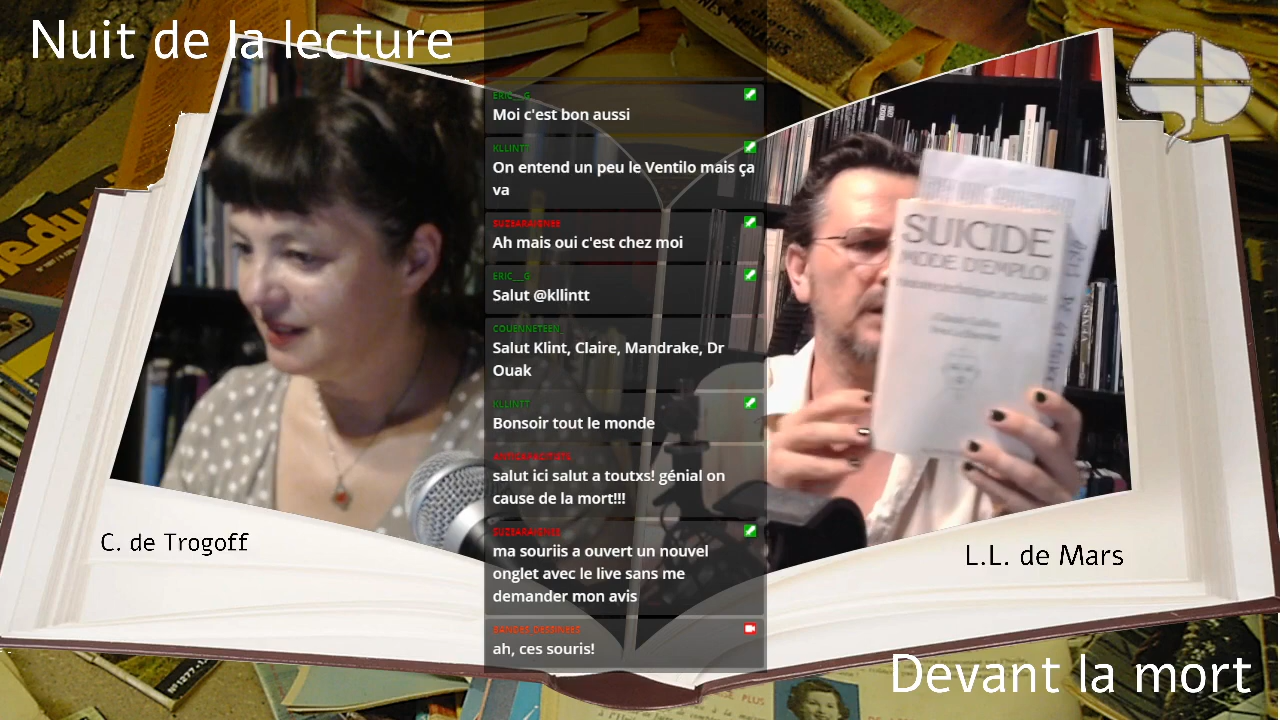 Nuit de la lecture
ERIC__G
Moi c'est bon aussi
KLLINTT
On entend un peu le Ventilo mais ça
va
SUZEARAIGNEE
Ah mais oui c'est chez moi
ERIC__G
Salut @kllintt
COUENNETEEN_
Salut Klint, Claire, Mandrake, Dr
Ouak
KLLINTT
Bonsoir tout le monde
salut ici salut a toutxs! génial on
cause de la mort!!!
SUZEARAIGNEE
ma souriis a ouvert un nouvel
onglet avec le live sans me
demander mon avis
BANDES_DESSINEES
ah, ces souris!
SUICIDE
MODE D'EMPLOI
C. de Trogoff
L.L. de Mars
Devant la mort